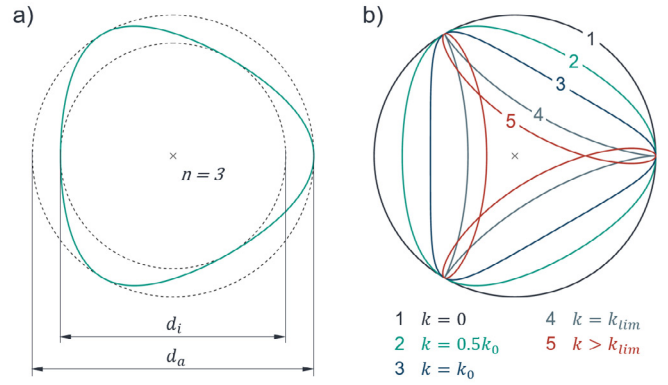 a)
n = 3
d_i
d_a
b)
1
2
3
4
5
1 k = 0
2 k = 0.5k_0
3 k = k_0
4 k = k_lim
5 k > k_lim